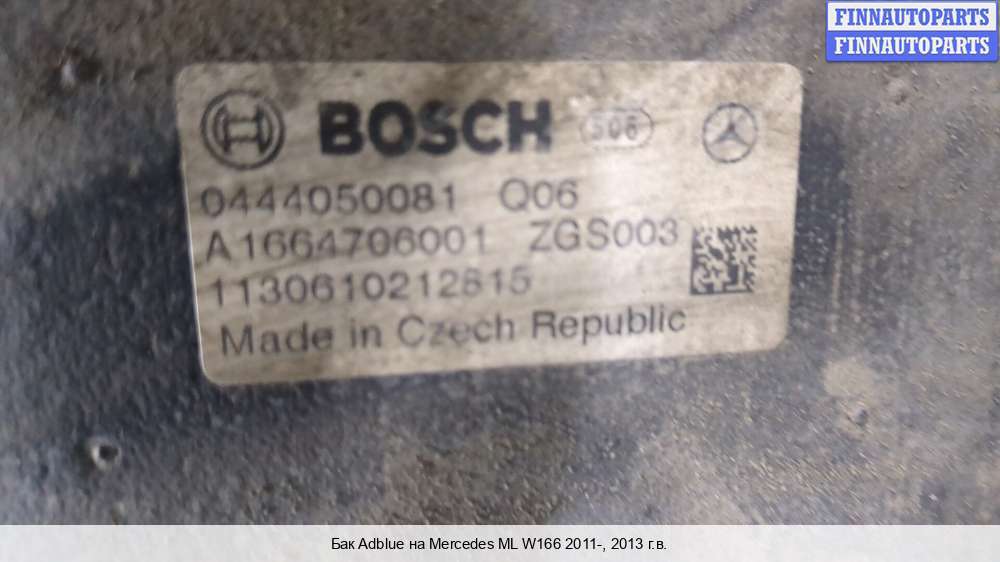 FINNAUTOPARTS
FINNAUTOPARTS
BOSCH 506
0444050081 Q06
A1664706001 ZGS003
1130610212815
Made in Czech Republic
Бак Adblue на Mercedes ML W166 2011-, 2013 г.в.